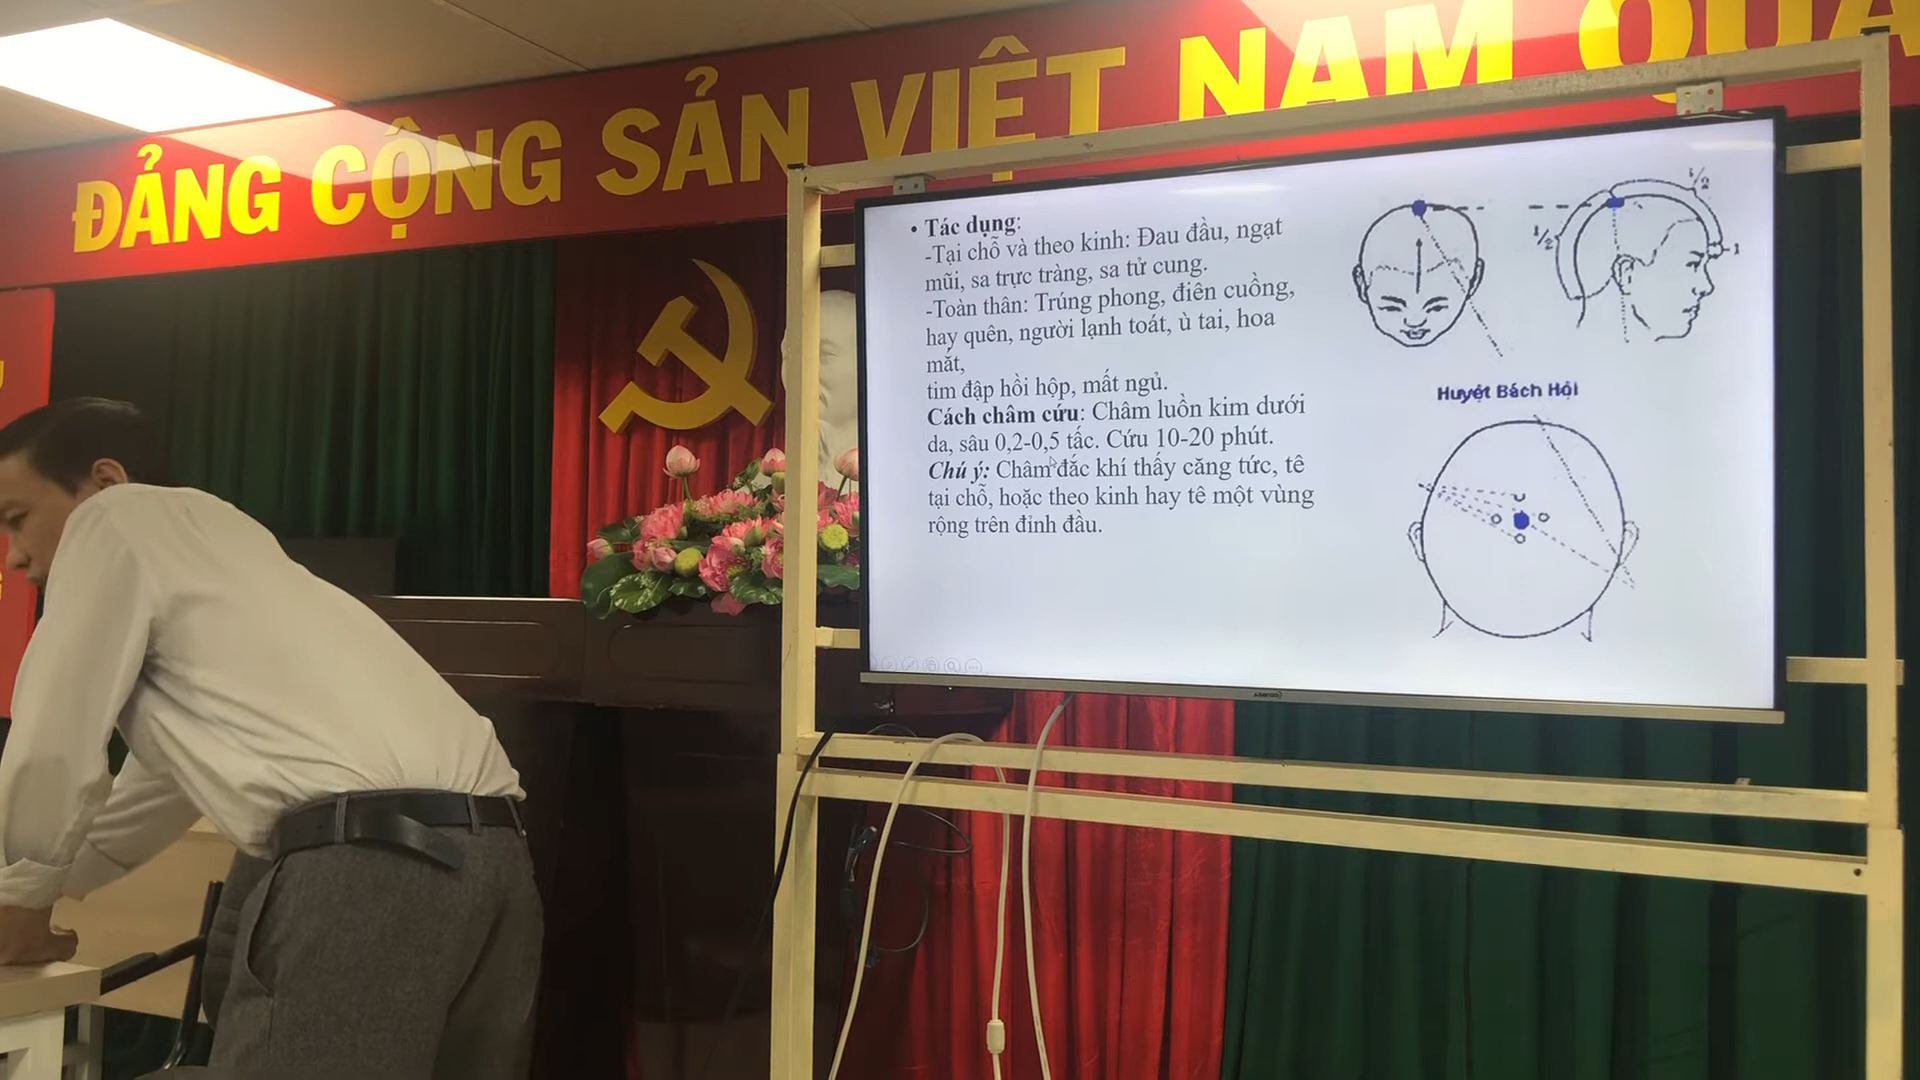 ĐẢNG CỘNG SẢN VIỆT NAM QUA
• Tác dụng:
-Tại chỗ và theo kinh: Đau đầu, ngạt
mũi, sa trực tràng, sa tử cung.
-Toàn thân: Trúng phong, điên cuồng,
hay quên, người lạnh toát, ù tai, hoa
mắt,
tim đập hồi hộp, mất ngủ.
Cách châm cứu: Châm luồn kim dưới
da, sâu 0,2-0,5 tấc. Cứu 10-20 phút.
Chú ý: Châm đắc khí thấy căng tức, tê
tại chỗ, hoặc theo kinh hay tê một vùng
rộng trên đỉnh đầu.
1/2
1/2
1
Huyệt Bách Hội